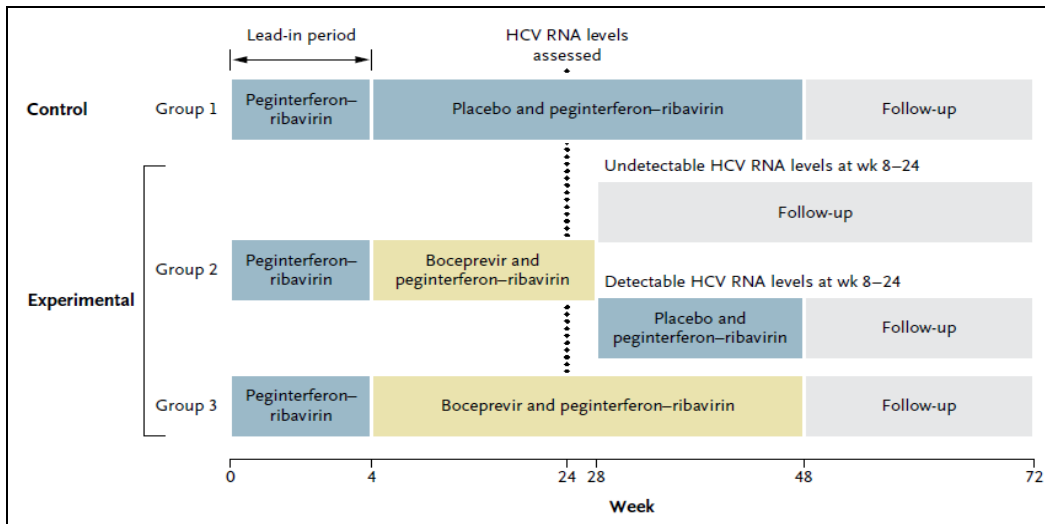 Lead-in period
HCV RNA levels
assessed
Control
Group 1
Peginterferon–
ribavirin
Placebo and peginterferon–ribavirin
Follow-up
Undetectable HCV RNA levels at wk 8–24
Follow-up
Experimental
Group 2
Peginterferon–
ribavirin
Boceprevir and
peginterferon–ribavirin
Detectable HCV RNA levels at wk 8–24
Placebo and
peginterferon–ribavirin
Follow-up
Group 3
Peginterferon–
ribavirin
Boceprevir and peginterferon–ribavirin
Follow-up
0 4 24 28 48 72
Week